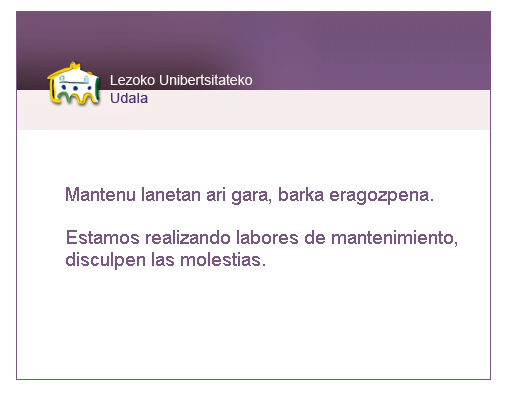 Lezoko Unibertsitateko
Udala
Mantenu lanetan ari gara, barka eragozpena.
Estamos realizando labores de mantenimiento,
disculpen las molestias.